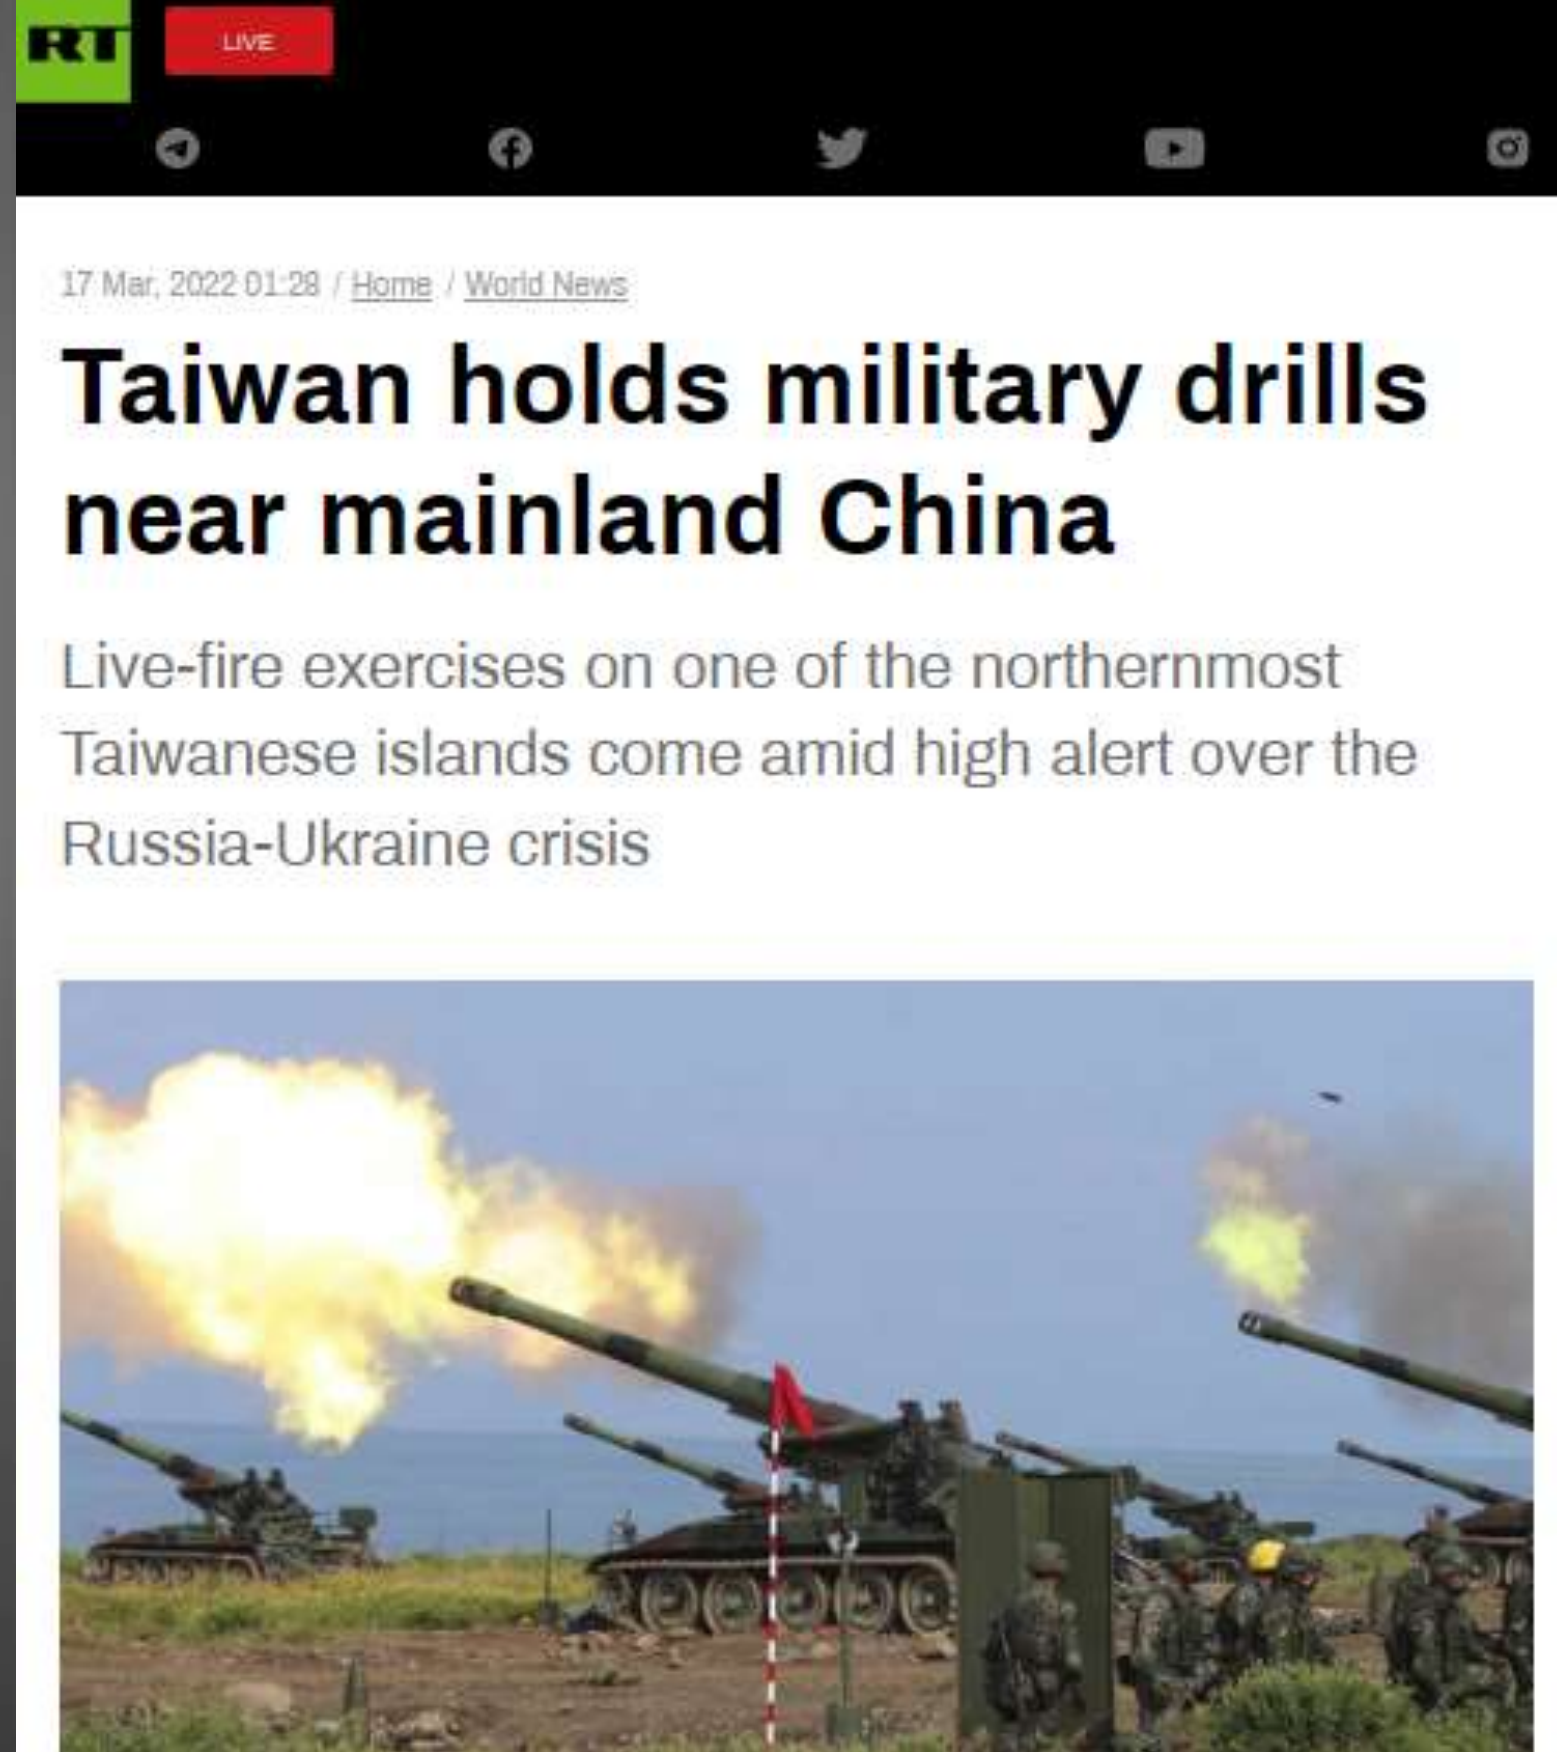 RT
LIVE
17 Mar, 2022 01:28 / Home / World News
Taiwan holds military drills
near mainland China
Live-fire exercises on one of the northernmost
Taiwanese islands come amid high alert over the
Russia-Ukraine crisis